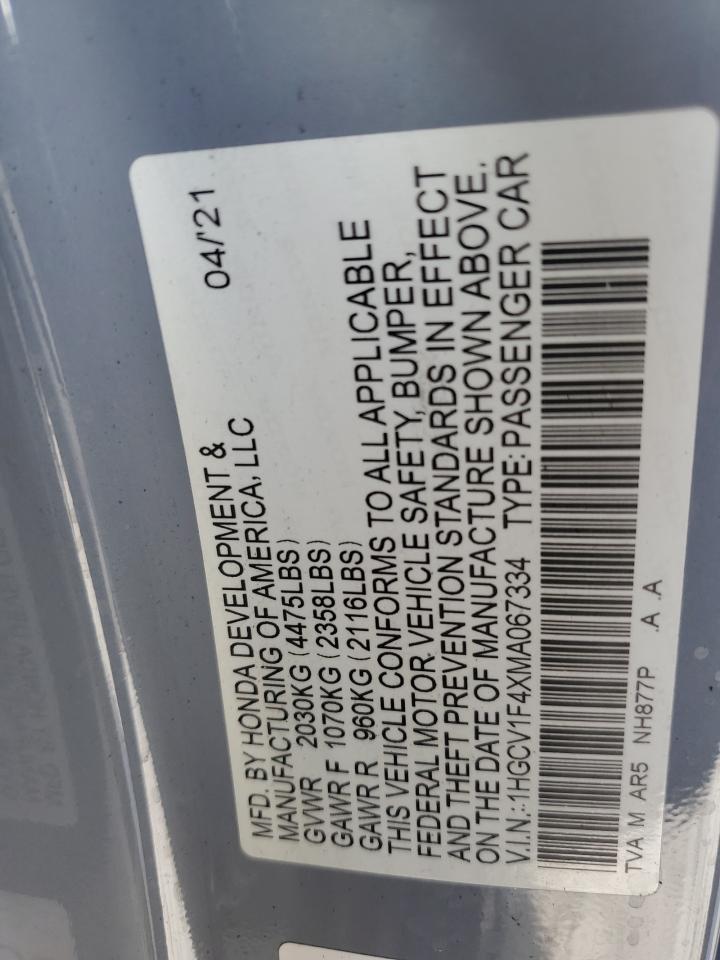 MFD. BY HONDA DEVELOPMENT & 04/'21
MANUFACTURING OF AMERICA, LLC
GVWR 2030KG (4475LBS)
GAWR F 1070KG (2358LBS)
GAWR R 960KG (2116LBS)
THIS VEHICLE CONFORMS TO ALL APPLICABLE
FEDERAL MOTOR VEHICLE SAFETY, BUMPER,
AND THEFT PREVENTION STANDARDS IN EFFECT
ON THE DATE OF MANUFACTURE SHOWN ABOVE.
V.I.N.: 1HGCV1F4XMA067334 TYPE: PASSENGER CAR
TVA M AR5 NH877P .A .A